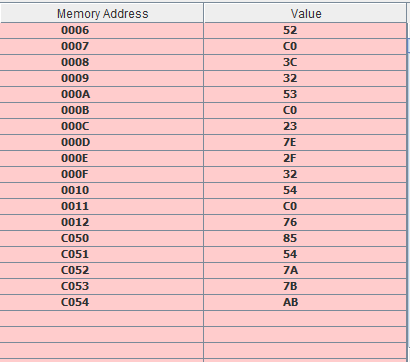 Memory Address Value
0006 52
0007 C0
0008 3C
0009 32
000A 53
000B C0
000C 23
000D 7E
000E 2F
000F 32
0010 54
0011 C0
0012 76
C050 85
C051 54
C052 7A
C053 7B
C054 AB